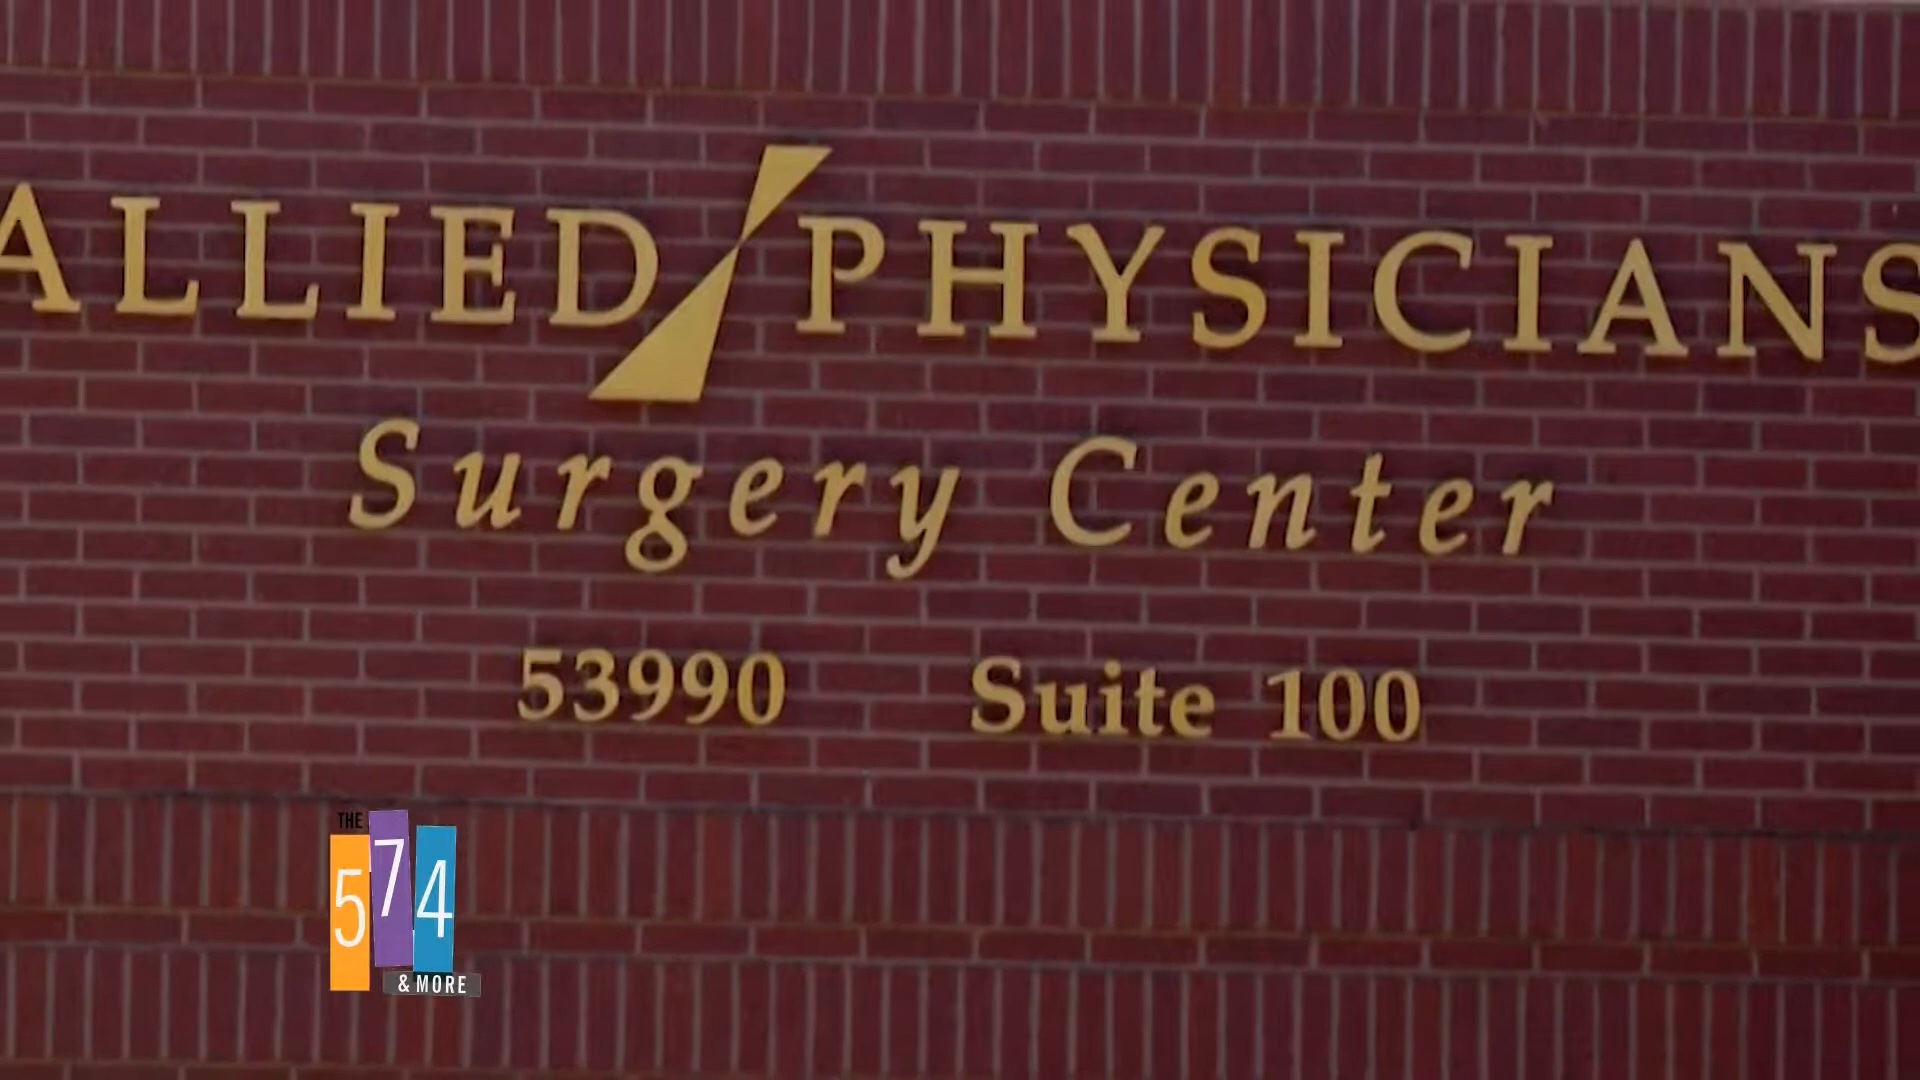 ALLIED PHYSICIANS
Surgery Center
53990 Suite 100
THE
574
& MORE